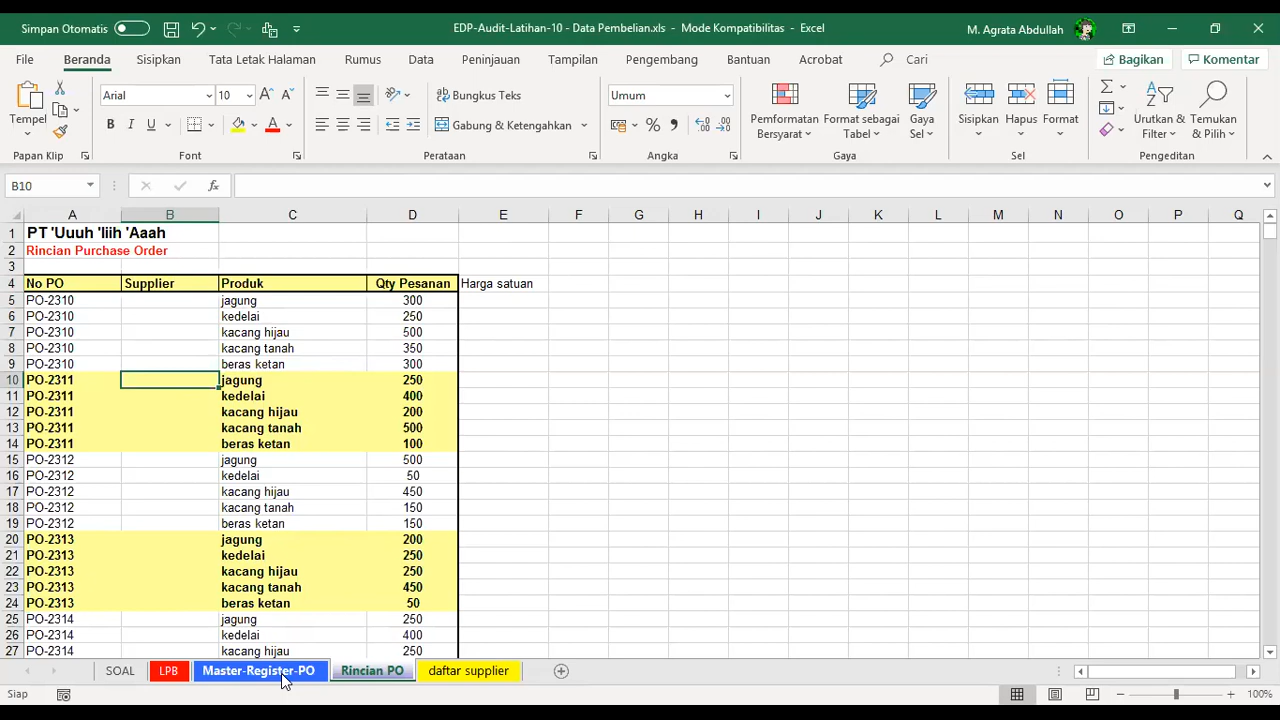 Simpan Otomatis EDP-Audit-Latihan-10 - Data Pembelian.xls - Mode Kompatibilitas - Excel M. Agrata Abdullah
File Beranda Sisipkan Tata Letak Halaman Rumus Data Peninjauan Tampilan Pengembang Bantuan Acrobat Cari Bagikan Komentar
Arial 10 Bungkus Teks Umum
Tempel B I U A Gabung & Ketengahkan % Pemformatan Bersyarat Format sebagai Tabel Gaya Sel Sisipkan Hapus Format Urutkan & Filter Temukan & Pilih
Papan Klip Font Perataan Angka Gaya Sel Pengeditan
B10 fx
A B C D E F G H I J K L M N O P Q
1 PT 'Uuuh 'Iiih 'Aaah
2 Rincian Purchase Order
3
4 No PO Supplier Produk Qty Pesanan Harga satuan
5 PO-2310 jagung 300
6 PO-2310 kedelai 250
7 PO-2310 kacang hijau 500
8 PO-2310 kacang tanah 350
9 PO-2310 beras ketan 300
10 PO-2311 jagung 250
11 PO-2311 kedelai 400
12 PO-2311 kacang hijau 200
13 PO-2311 kacang tanah 500
14 PO-2311 beras ketan 100
15 PO-2312 jagung 500
16 PO-2312 kedelai 50
17 PO-2312 kacang hijau 450
18 PO-2312 kacang tanah 150
19 PO-2312 beras ketan 150
20 PO-2313 jagung 200
21 PO-2313 kedelai 250
22 PO-2313 kacang hijau 250
23 PO-2313 kacang tanah 450
24 PO-2313 beras ketan 50
25 PO-2314 jagung 250
26 PO-2314 kedelai 400
27 PO-2314 kacang hijau 250
SOAL LPB Master-Register-PO Rincian PO daftar supplier
Siap 100%